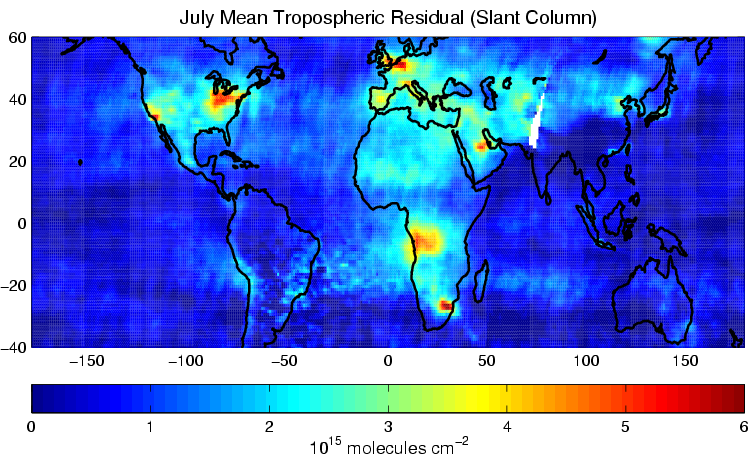 July Mean Tropospheric Residual (Slant Column)
60
40
20
0
−20
−40
−150 −100 −50 0 50 100 150
0 1 2 3 4 5 6
10¹⁵ molecules cm⁻²